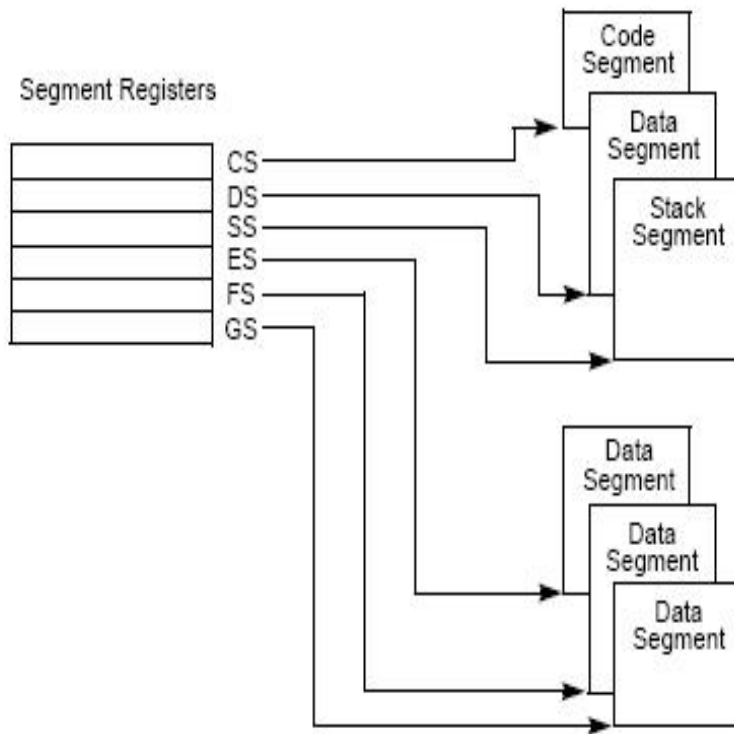 Segment Registers
CS
DS
SS
ES
FS
GS
Code
Segment
Data
Segment
Stack
Segment
Data
Segment
Data
Segment
Data
Segment